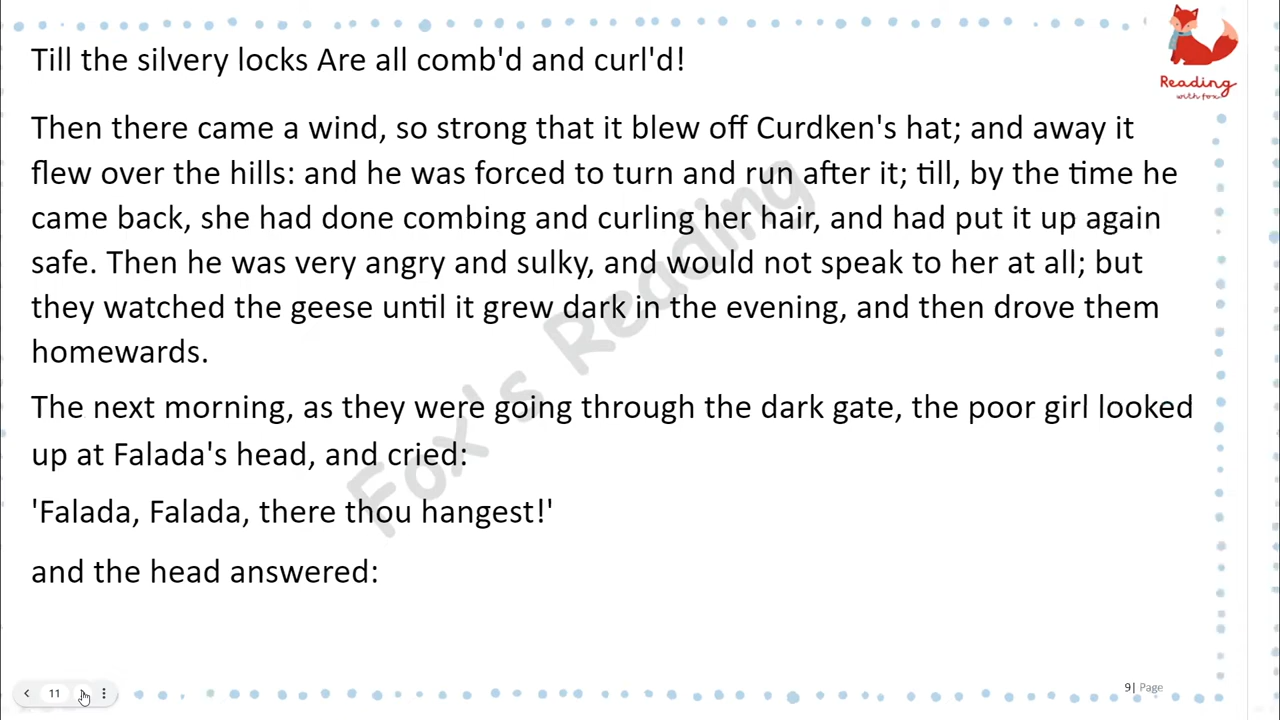 Till the silvery locks Are all comb'd and curl'd!
Reading
with fox
Then there came a wind, so strong that it blew off Curdken's hat; and away it
flew over the hills: and he was forced to turn and run after it; till, by the time he
came back, she had done combing and curling her hair, and had put it up again
safe. Then he was very angry and sulky, and would not speak to her at all; but
they watched the geese until it grew dark in the evening, and then drove them
homewards.
The next morning, as they were going through the dark gate, the poor girl looked
up at Falada's head, and cried:
'Falada, Falada, there thou hangest!'
and the head answered:
Fox's Reading
11
9| Page